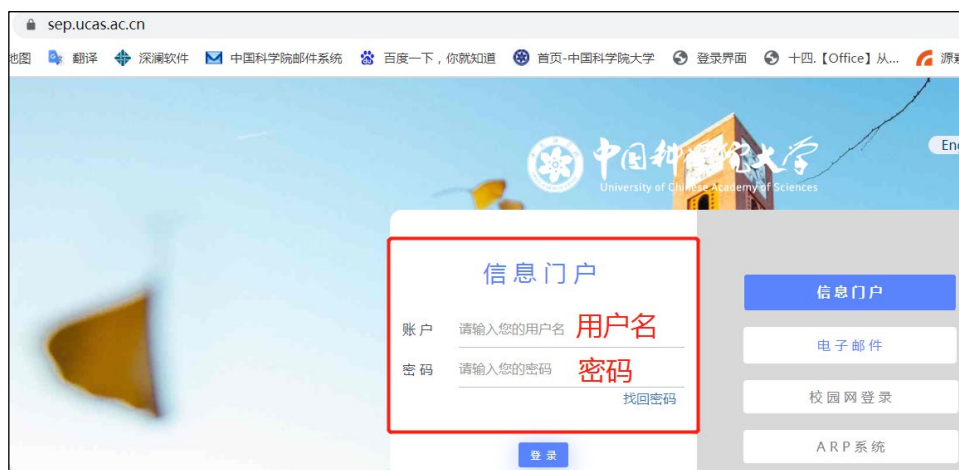 sep.ucas.ac.cn
地图 翻译 深澜软件 中国科学院邮件系统 百度一下，你就知道 首页-中国科学院大学 登录界面 十四.【Office】从...
中国科学院大学
University of Chinese Academy of Sciences
信息门户
账户 请输入您的用户名 用户名
密码 请输入您的密码 密码
找回密码
登录
信息门户
电子邮件
校园网登录
ARP系统